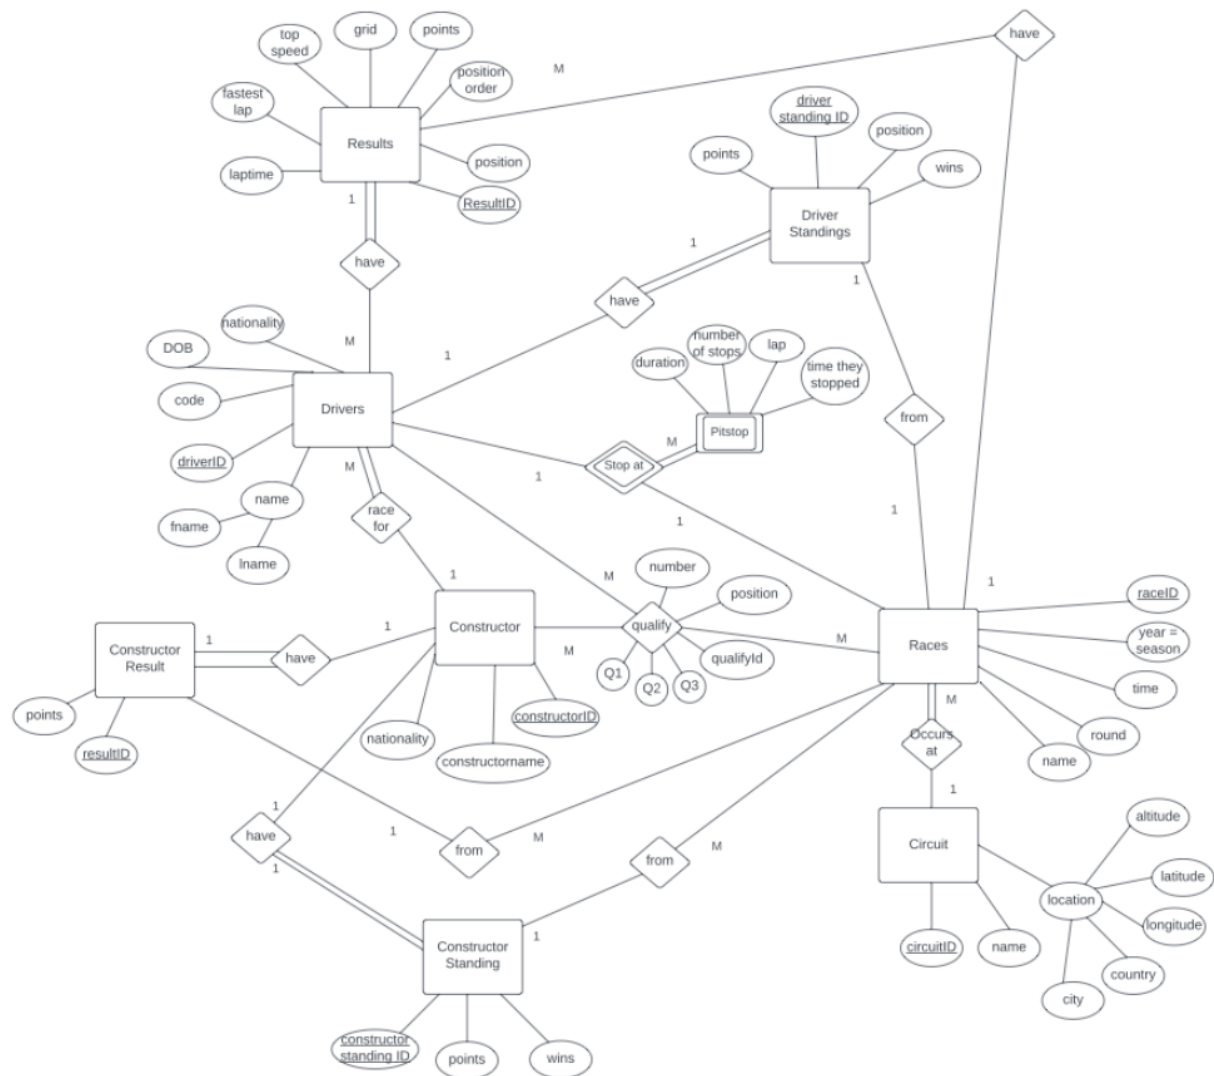 top
speed
grid
points
have
M
position
order
fastest
lap
driver
standing ID
Results
position
points
position
wins
laptime
ResultID
1
Driver
Standings
1
have
have
1
nationality
number
of stops
lap
M
DOB
1
duration
time they
stopped
code
Drivers
from
Pitstop
M
driverID
M
Stop at
1
name
race
for
1
fname
1
lname
number
1
M
1
raceID
position
Constructor
Result
1
1
Constructor
qualify
M
Races
year =
season
have
M
qualifyId
Q1
Q2
Q3
time
points
constructorID
M
resultID
nationality
Occurs
at
round
constructorname
name
1
1
have
1
M
M
altitude
from
from
Circuit
1
latitude
location
longitude
1
Constructor
Standing
circuitID
name
country
city
constructor
standing ID
points
wins